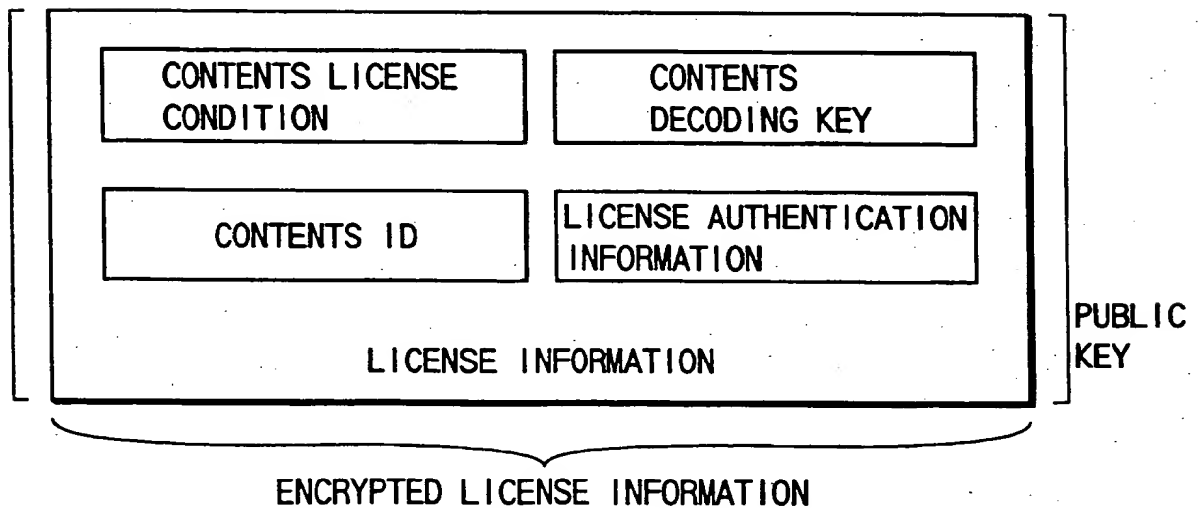 CONTENTS LICENSE
CONDITION
CONTENTS
DECODING KEY
CONTENTS ID
LICENSE AUTHENTICATION
INFORMATION
LICENSE INFORMATION
PUBLIC
KEY
ENCRYPTED LICENSE INFORMATION